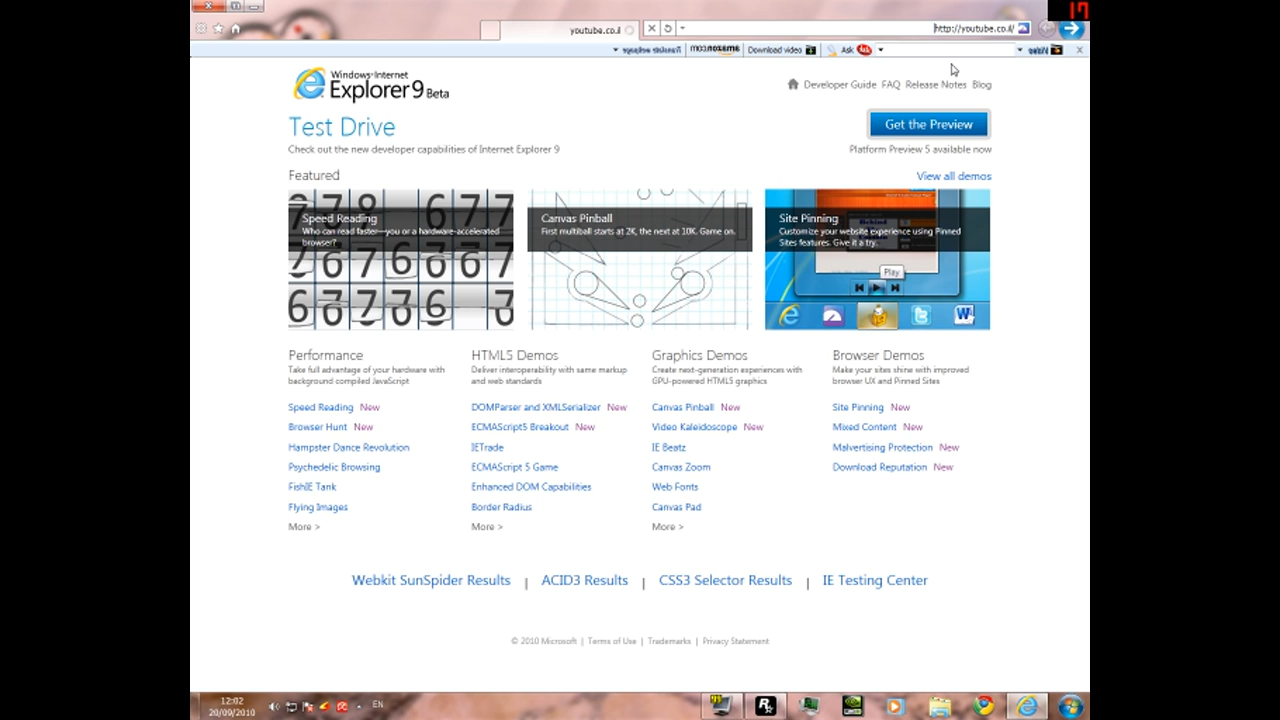 17
youtube.co.il
http://youtube.co.il/
Download video
Ask
Windows Internet
Explorer 9 Beta
Developer Guide FAQ Release Notes Blog
Test Drive
Get the Preview
Check out the new developer capabilities of Internet Explorer 9
Platform Preview 5 available now
Featured
View all demos
Speed Reading
Who can read faster—you or a hardware-accelerated
browser?
Canvas Pinball
First multiball starts at 2K, the next at 10K. Game on.
Site Pinning
Customize your website experience using Pinned
Sites features. Give it a try.
Play
Performance
Take full advantage of your hardware with
background compiled JavaScript
Speed Reading New
Browser Hunt New
Hampster Dance Revolution
Psychedelic Browsing
FishIE Tank
Flying Images
More >
HTML5 Demos
Deliver interoperability with same markup
and web standards
DOMParser and XMLSerializer New
ECMAScript5 Breakout New
IETrade
ECMAScript 5 Game
Enhanced DOM Capabilities
Border Radius
More >
Graphics Demos
Create next-generation experiences with
GPU-powered HTML5 graphics
Canvas Pinball New
Video Kaleidoscope New
IE Beatz
Canvas Zoom
Web Fonts
Canvas Pad
More >
Browser Demos
Make your sites shine with improved
browser UX and Pinned Sites
Site Pinning New
Mixed Content New
Malvertising Protection New
Download Reputation New
Webkit SunSpider Results | ACID3 Results | CSS3 Selector Results | IE Testing Center
© 2010 Microsoft | Terms of Use | Trademarks | Privacy Statement
12:02
20/09/2010
EN